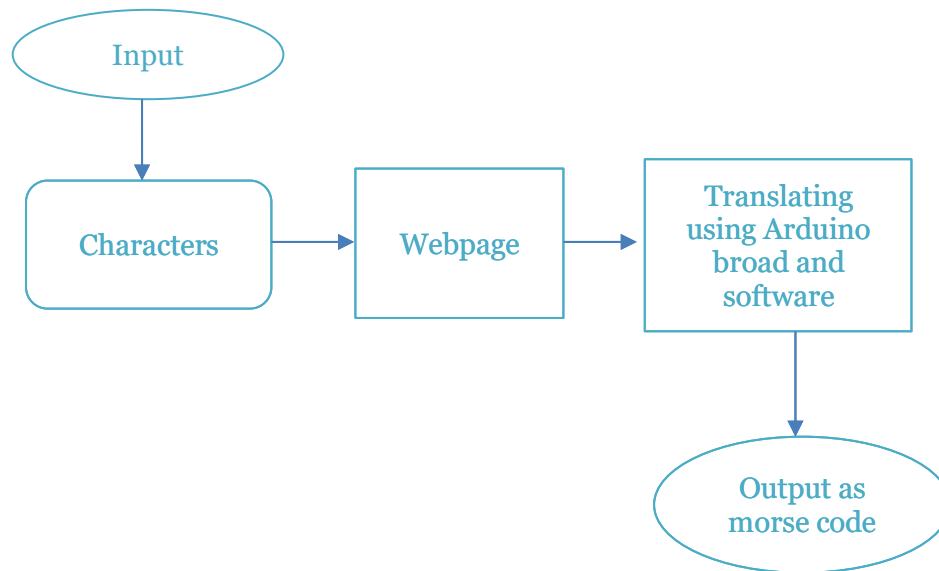 Input
Characters
Webpage
Translating
using Arduino
broad and
software
Output as
morse code